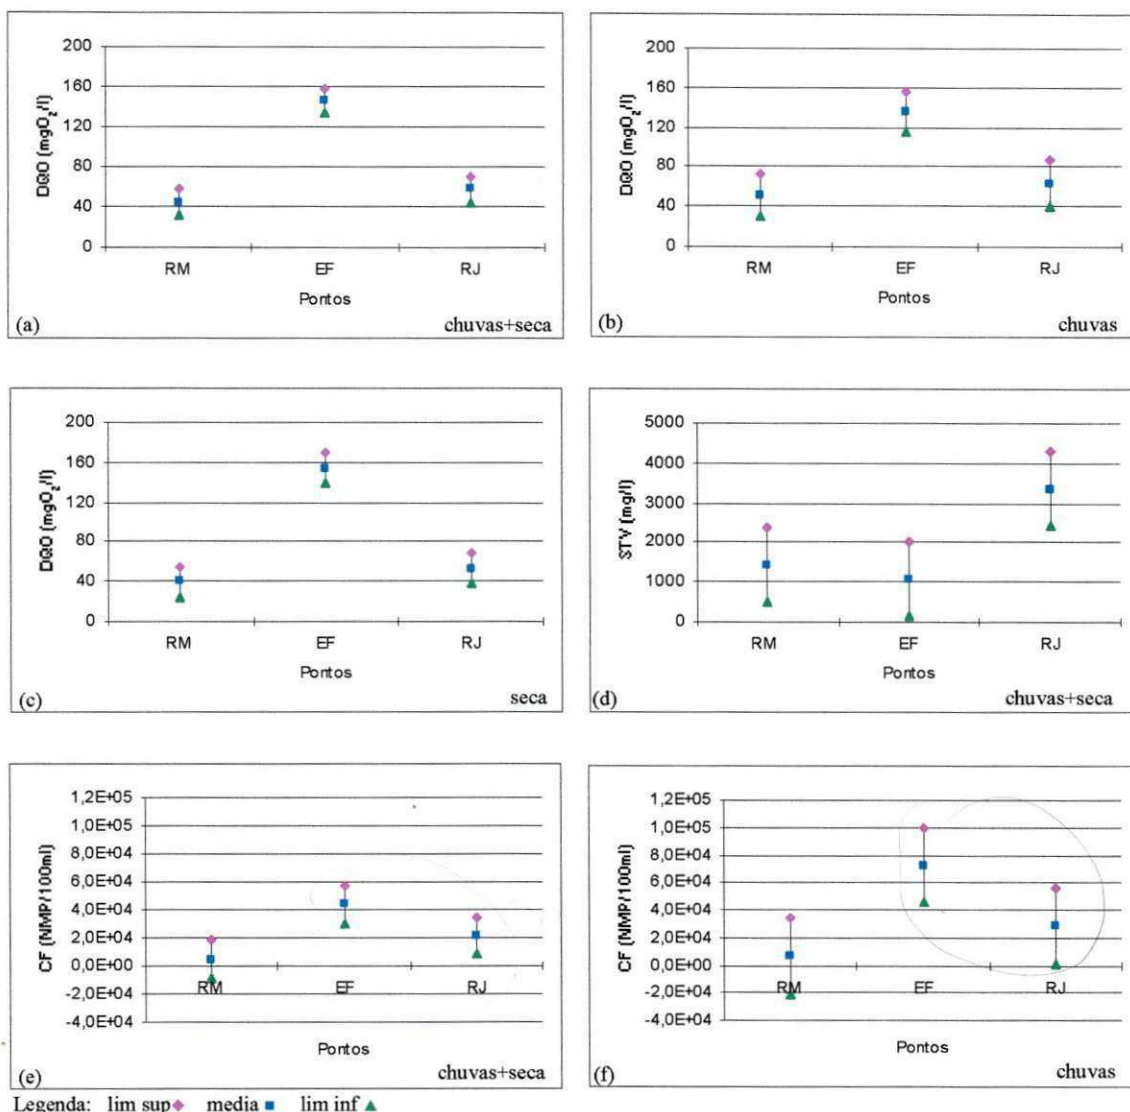 200
160
120
80
40
0
DQO (mgO₂/l)
RM EF RJ
Pontos
(a) chuvas+seca
200
160
120
80
40
0
DQO (mgO₂/l)
RM EF RJ
Pontos
(b) chuvas
200
160
120
80
40
0
DQO (mgO₂/l)
RM EF RJ
Pontos
(c) seca
5000
4000
3000
2000
1000
0
STV (mg/l)
RM EF RJ
Pontos
(d) chuvas+seca
1,2E+05
1,0E+05
8,0E+04
6,0E+04
4,0E+04
2,0E+04
0,0E+00
-2,0E+04
-4,0E+04
CF (NMP/100ml)
RM EF RJ
Pontos
(e) chuvas+seca
1,2E+05
1,0E+05
8,0E+04
6,0E+04
4,0E+04
2,0E+04
0,0E+00
-2,0E+04
-4,0E+04
CF (NMP/100ml)
RM EF RJ
Pontos
(f) chuvas
Legenda: lim sup media lim inf